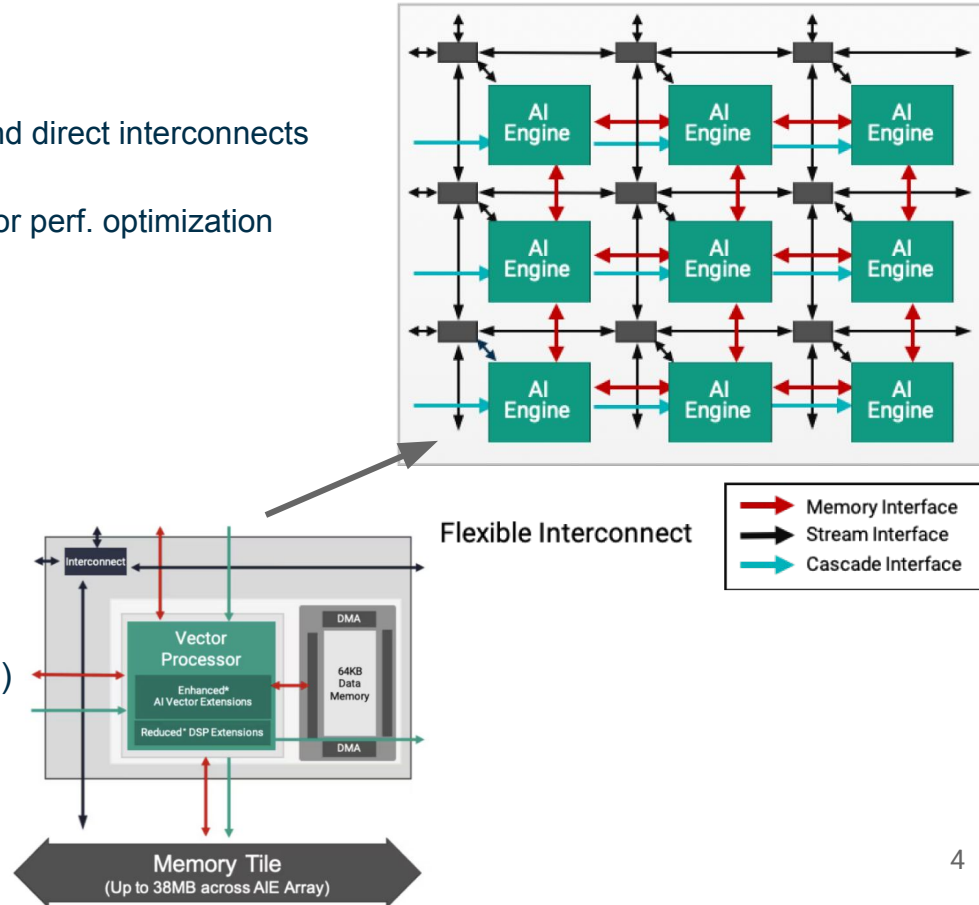 AI
Engine
AI
Engine
AI
Engine
nd direct interconnects
or perf. optimization
AI
Engine
AI
Engine
AI
Engine
AI
Engine
AI
Engine
AI
Engine
Flexible Interconnect
Memory Interface
Stream Interface
Cascade Interface
Interconnect
)
Vector
Processor
Enhanced*
AI Vector Extensions
Reduced* DSP Extensions
DMA
64KB
Data
Memory
DMA
Memory Tile
(Up to 38MB across AIE Array)
4